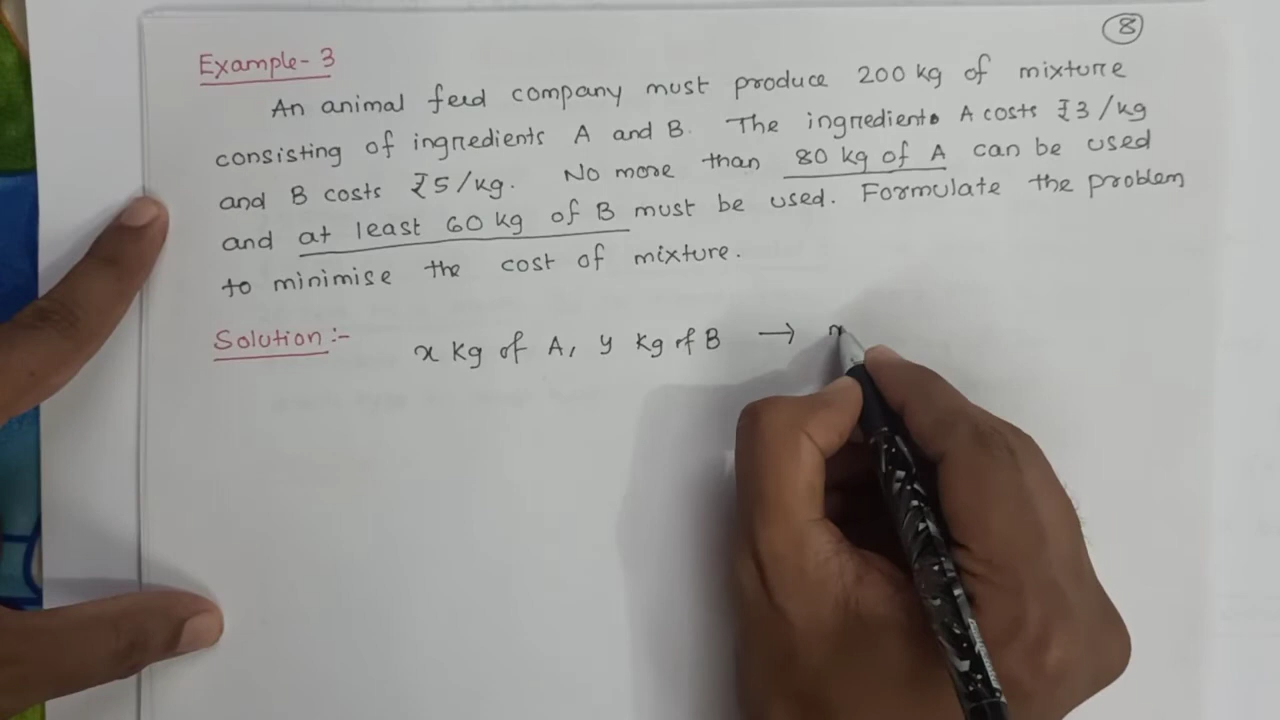 8
Example- 3
An animal feed company must produce 200 kg of mixture
consisting of ingredients A and B. The ingredient A costs ₹3/kg
and B costs ₹5/kg. No more than 80 kg of A can be used
and at least 60 kg of B must be used. Formulate the problem
to minimise the cost of mixture.
Solution :-
x kg of A, y kg of B → x